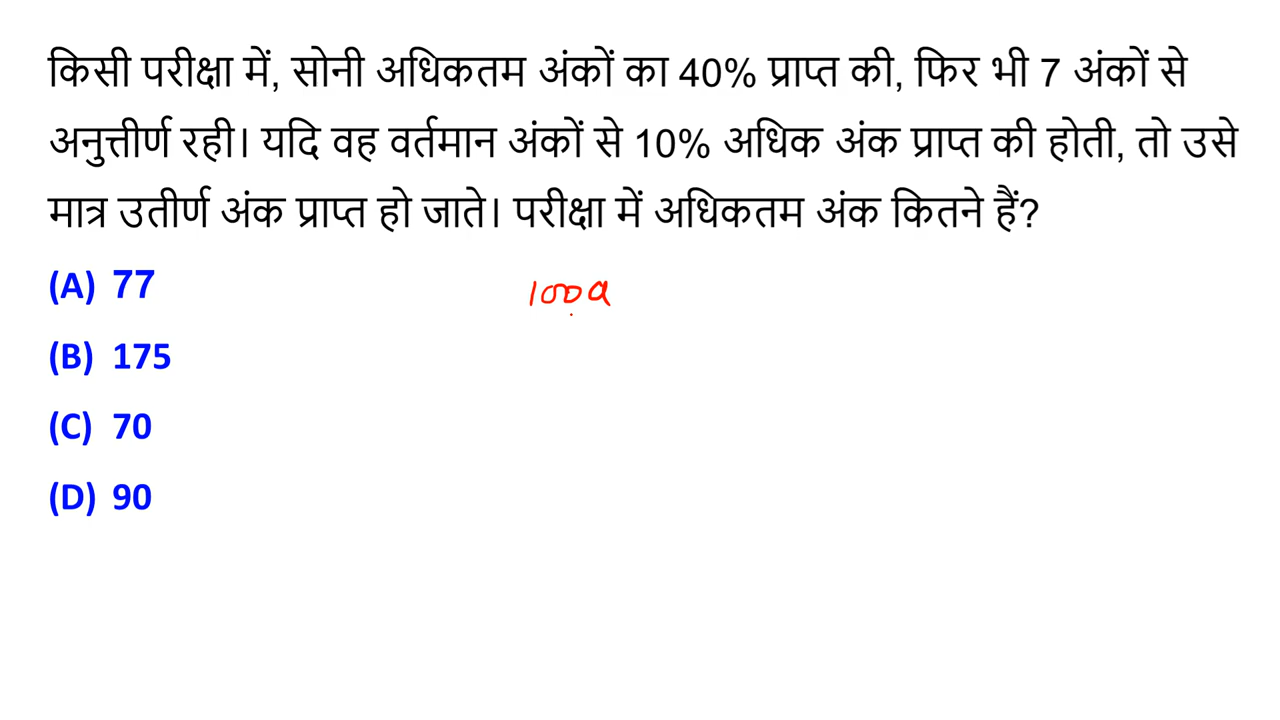 किसी परीक्षा में, सोनी अधिकतम अंकों का 40% प्राप्त की, फिर भी 7 अंकों से
अनुत्तीर्ण रही। यदि वह वर्तमान अंकों से 10% अधिक अंक प्राप्त की होती, तो उसे
मात्र उतीर्ण अंक प्राप्त हो जाते। परीक्षा में अधिकतम अंक कितने हैं?
(A) 77
100a
(B) 175
(C) 70
(D) 90